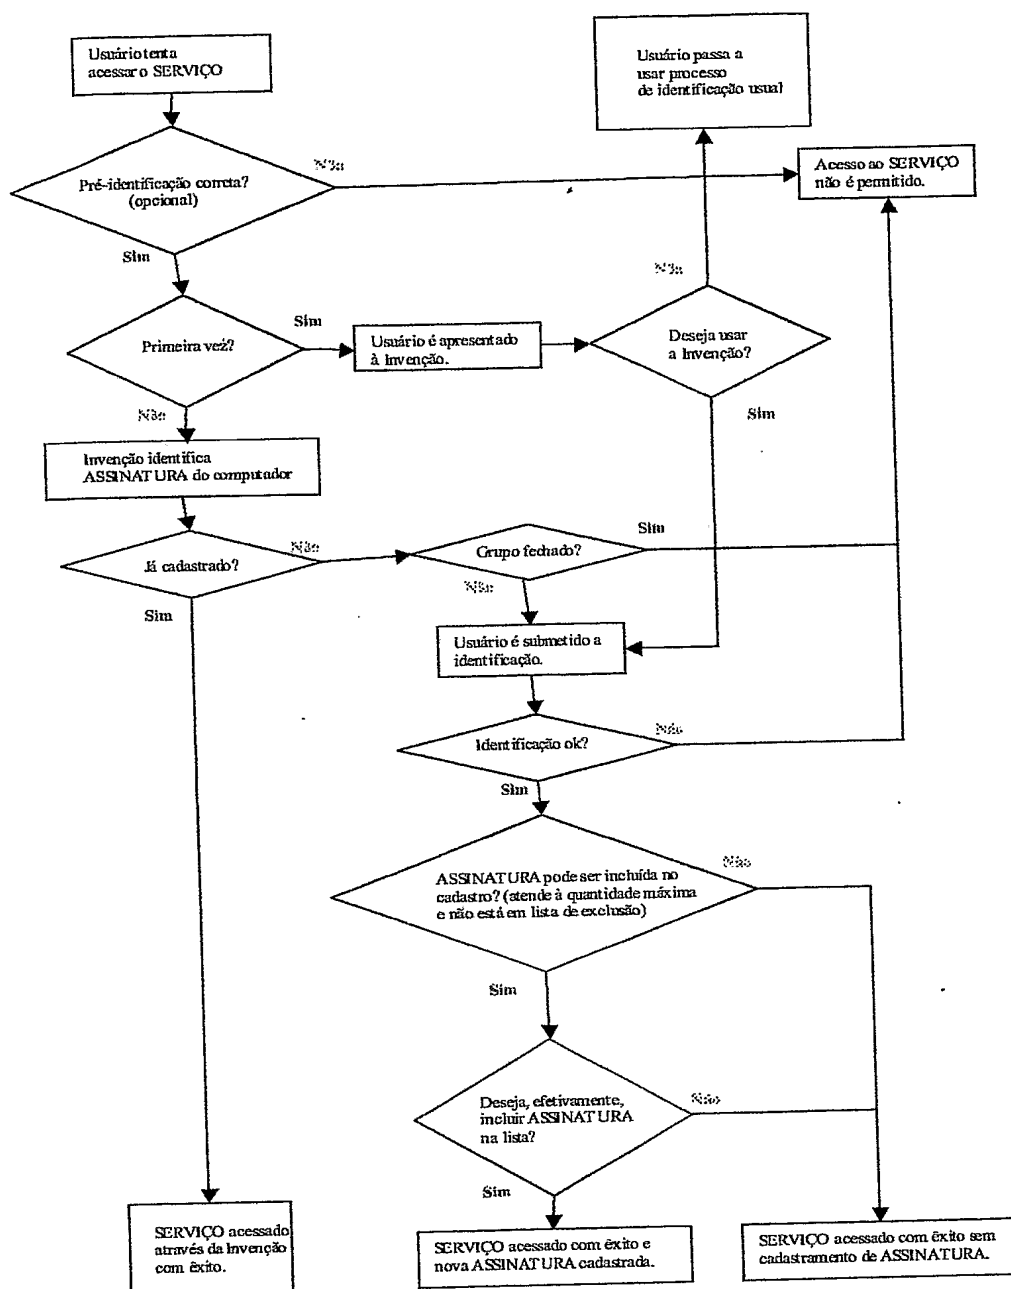 Usuário tenta
acessar o SERVIÇO
Usuário passa a
usar processo
de identificação usual
Não
Pré-identificação correta?
(opcional)
Acesso ao SERVIÇO
não é permitido.
Sim
Não
Sim
Primeira vez?
Usuário é apresentado
à Invenção.
Deseja usar
a Invenção?
Não
Sim
Invenção identifica
ASSINATURA do computador
Já cadastrado?
Não
Grupo fechado?
Sim
Sim
Não
Usuário é submetido a
identificação.
Identificação ok?
Não
Sim
ASSINATURA pode ser incluída no
cadastro? (atende à quantidade máxima
e não está em lista de exclusão)
Não
Sim
Deseja, efetivamente,
incluir ASSINATURA
na lista?
Não
Sim
SERVIÇO acessado
através da Invenção
com êxito.
SERVIÇO acessado com êxito e
nova ASSINATURA cadastrada.
SERVIÇO acessado com êxito sem
cadastramento de ASSINATURA.